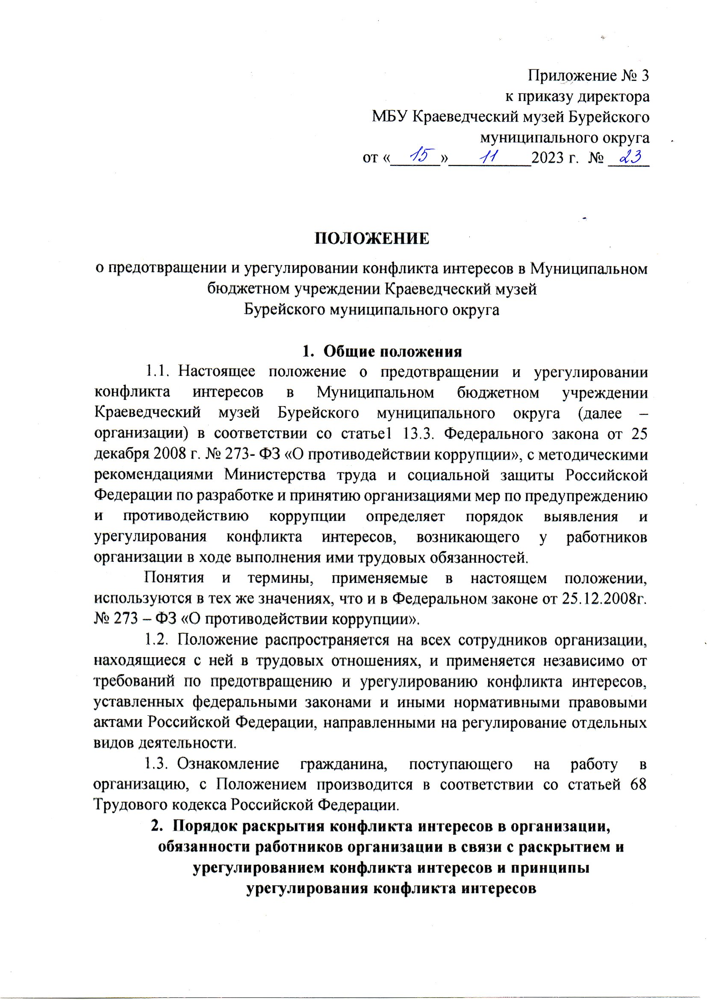 Приложение № 3
к приказу директора
МБУ Краеведческий музей Бурейского
муниципального округа
от «15» 11 2023 г. № 23
ПОЛОЖЕНИЕ
о предотвращении и урегулировании конфликта интересов в Муниципальном
бюджетном учреждении Краеведческий музей
Бурейского муниципального округа
1. Общие положения
1.1. Настоящее положение о предотвращении и урегулировании
конфликта интересов в Муниципальном бюджетном учреждении
Краеведческий музей Бурейского муниципального округа (далее –
организации) в соответствии со статье1 13.3. Федерального закона от 25
декабря 2008 г. № 273- ФЗ «О противодействии коррупции», с методическими
рекомендациями Министерства труда и социальной защиты Российской
Федерации по разработке и принятию организациями мер по предупреждению
и противодействию коррупции определяет порядок выявления и
урегулирования конфликта интересов, возникающего у работников
организации в ходе выполнения ими трудовых обязанностей.
Понятия и термины, применяемые в настоящем положении,
используются в тех же значениях, что и в Федеральном законе от 25.12.2008г.
№ 273 – ФЗ «О противодействии коррупции».
1.2. Положение распространяется на всех сотрудников организации,
находящиеся с ней в трудовых отношениях, и применяется независимо от
требований по предотвращению и урегулированию конфликта интересов,
уставленных федеральными законами и иными нормативными правовыми
актами Российской Федерации, направленными на регулирование отдельных
видов деятельности.
1.3. Ознакомление гражданина, поступающего на работу в
организацию, с Положением производится в соответствии со статьей 68
Трудового кодекса Российской Федерации.
2. Порядок раскрытия конфликта интересов в организации,
обязанности работников организации в связи с раскрытием и
урегулированием конфликта интересов и принципы
урегулирования конфликта интересов